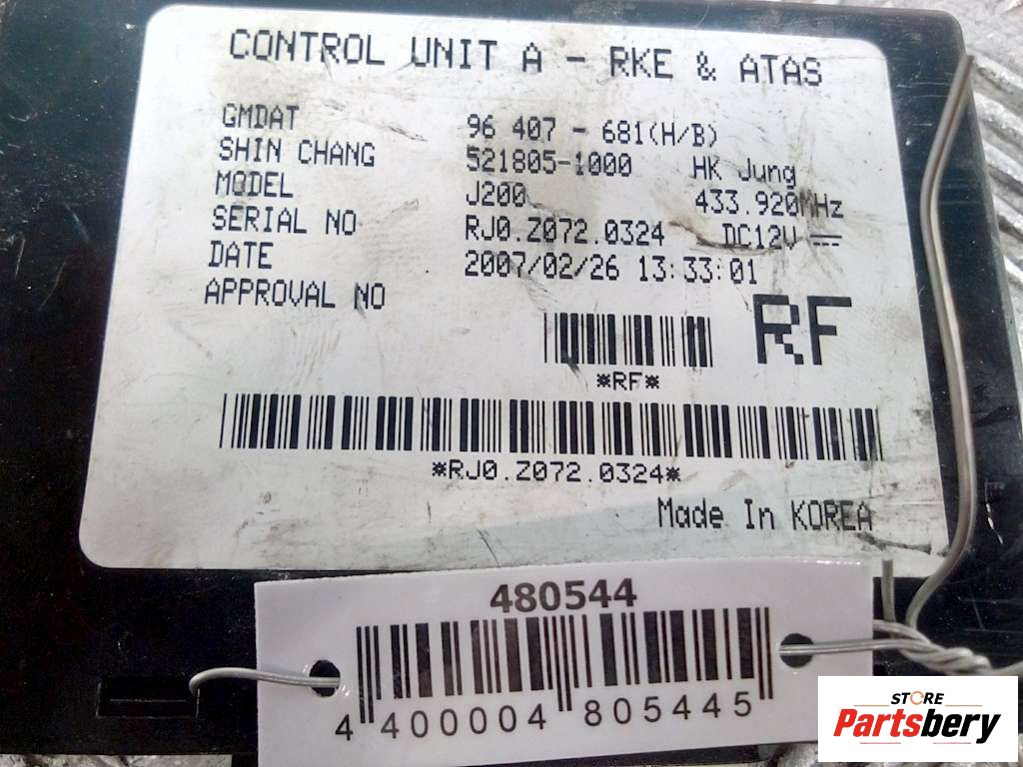 CONTROL UNIT A - RKE & ATAS
GMDAT 96 407 - 681(H/B)
SHIN CHANG 521805-1000 HK Jung
MODEL J200 433.920MHz
SERIAL NO RJ0.Z072.0324 DC12V
DATE 2007/02/26 13:33:01
APPROVAL NO
RF
*RF*
*RJ0.Z072.0324*
Made In KOREA
480544
4 400004 805445
STORE
Partsbery